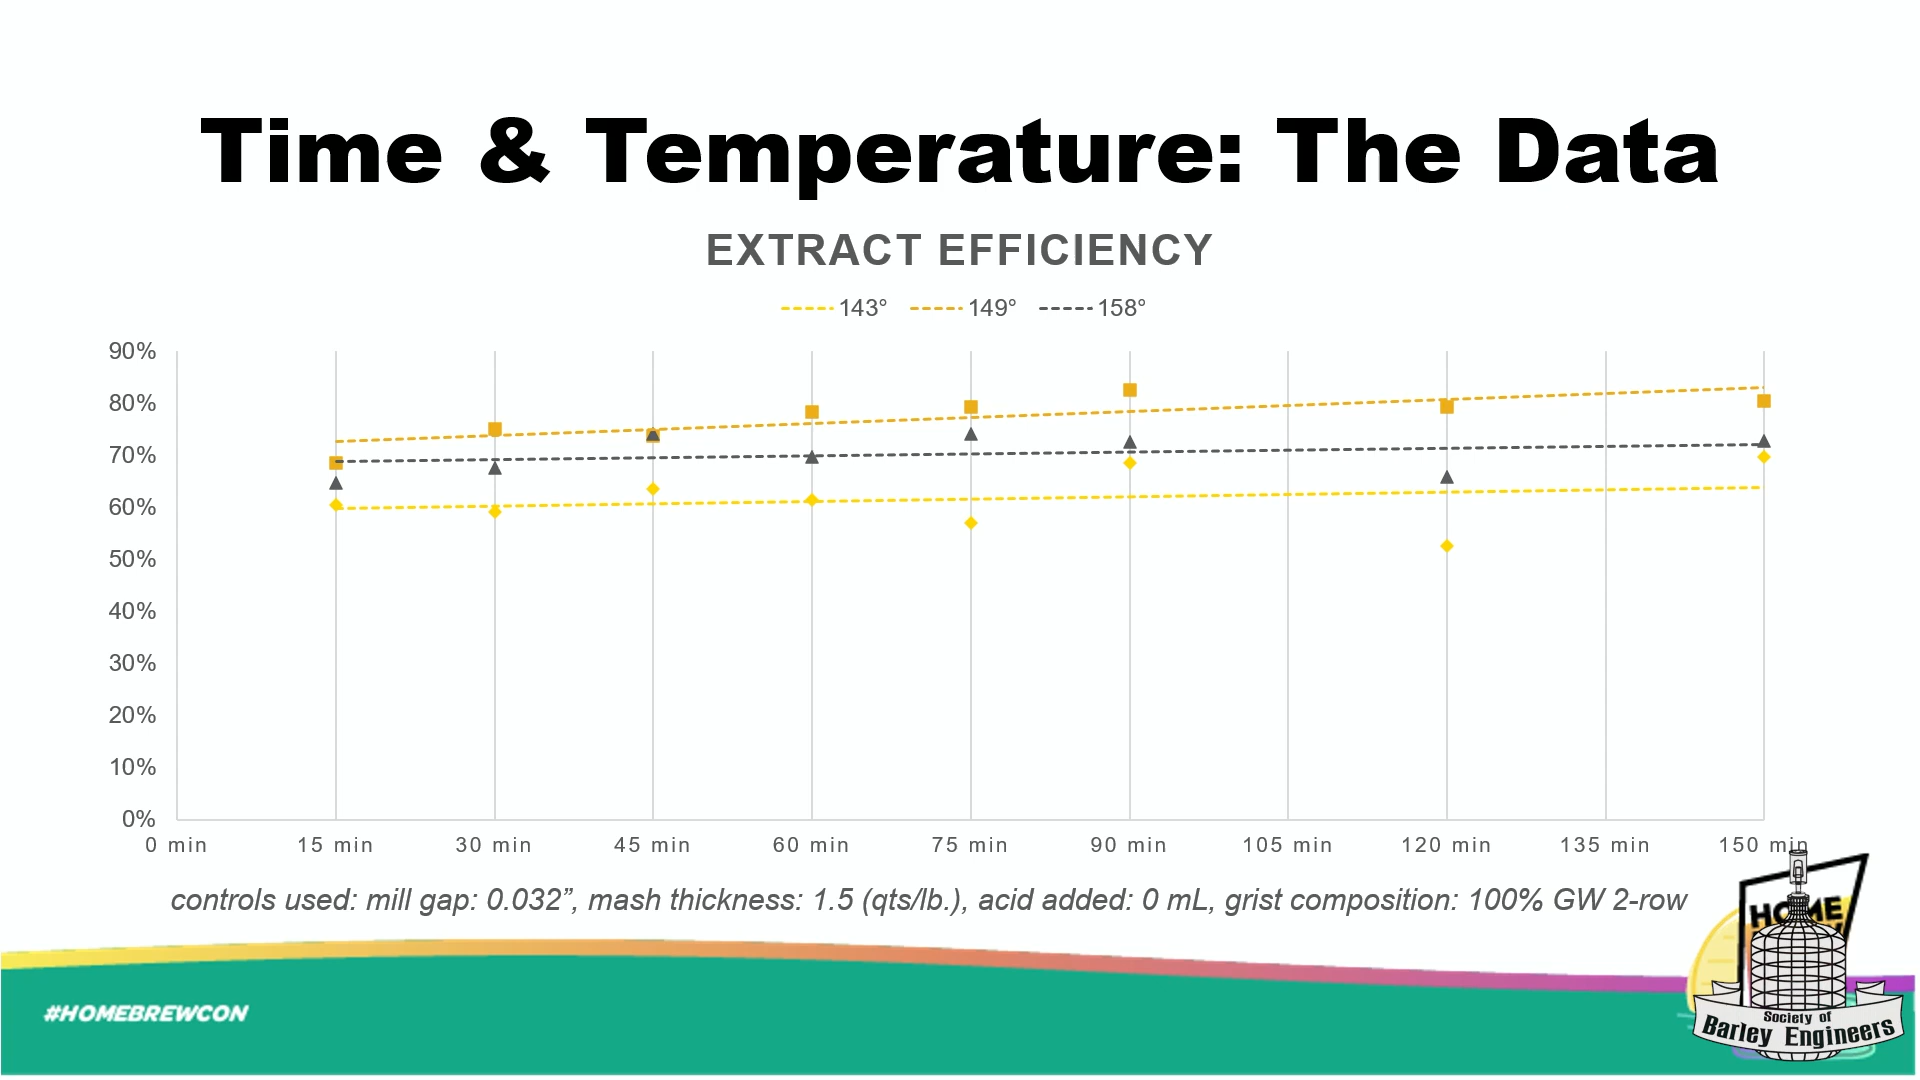 Time & Temperature: The Data
EXTRACT EFFICIENCY
143° 149° 158°
90%
80%
70%
60%
50%
40%
30%
20%
10%
0%
0 min 15 min 30 min 45 min 60 min 75 min 90 min 105 min 120 min 135 min 150 min
controls used: mill gap: 0.032”, mash thickness: 1.5 (qts/lb.), acid added: 0 mL, grist composition: 100% GW 2-row
HOME
#HOMEBREWCON
Society of
Barley Engineers